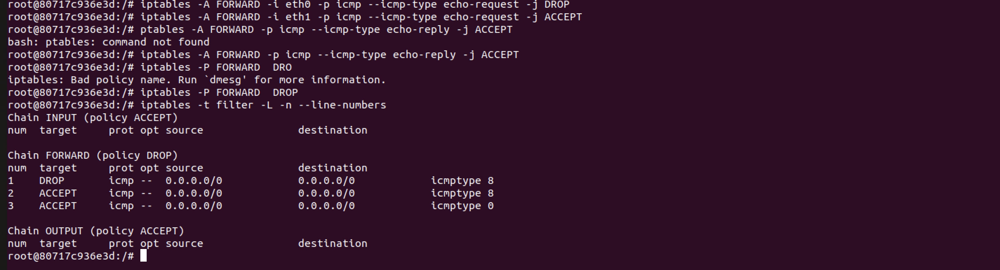 root@80717c936e3d:/# iptables -A FORWARD -i eth0 -p icmp --icmp-type echo-request -j DROP
root@80717c936e3d:/# iptables -A FORWARD -i eth1 -p icmp --icmp-type echo-request -j ACCEPT
root@80717c936e3d:/# ptables -A FORWARD -p icmp --icmp-type echo-reply -j ACCEPT
bash: ptables: command not found
root@80717c936e3d:/# iptables -A FORWARD -p icmp --icmp-type echo-reply -j ACCEPT
root@80717c936e3d:/# iptables -P FORWARD  DRO
iptables: Bad policy name. Run `dmesg' for more information.
root@80717c936e3d:/# iptables -P FORWARD  DROP
root@80717c936e3d:/# iptables -t filter -L -n --line-numbers
Chain INPUT (policy ACCEPT)
num  target     prot opt source               destination

Chain FORWARD (policy DROP)
num  target     prot opt source               destination
1    DROP       icmp --  0.0.0.0/0            0.0.0.0/0            icmptype 8
2    ACCEPT     icmp --  0.0.0.0/0            0.0.0.0/0            icmptype 8
3    ACCEPT     icmp --  0.0.0.0/0            0.0.0.0/0            icmptype 0

Chain OUTPUT (policy ACCEPT)
num  target     prot opt source               destination
root@80717c936e3d:/#